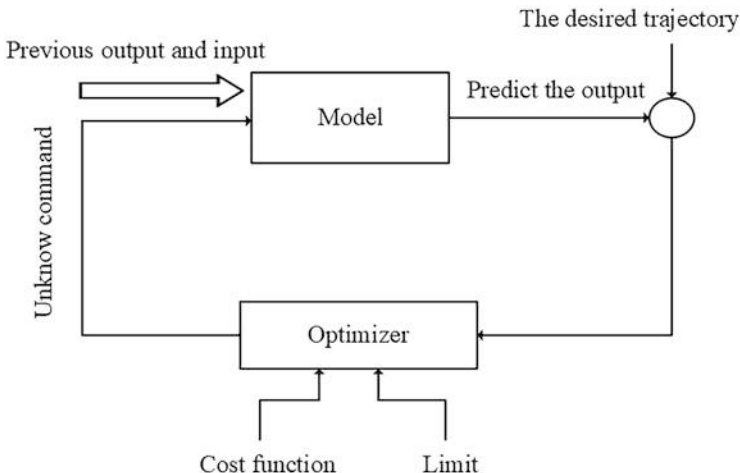 The desired trajectory
Previous output and input
Predict the output
Model
Unknow command
Optimizer
Cost function
Limit